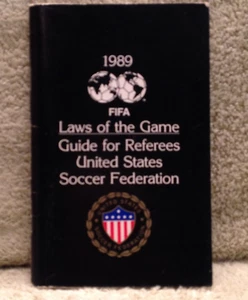 1989
FIFA
Laws of the Game
Guide for Referees
United States
Soccer Federation